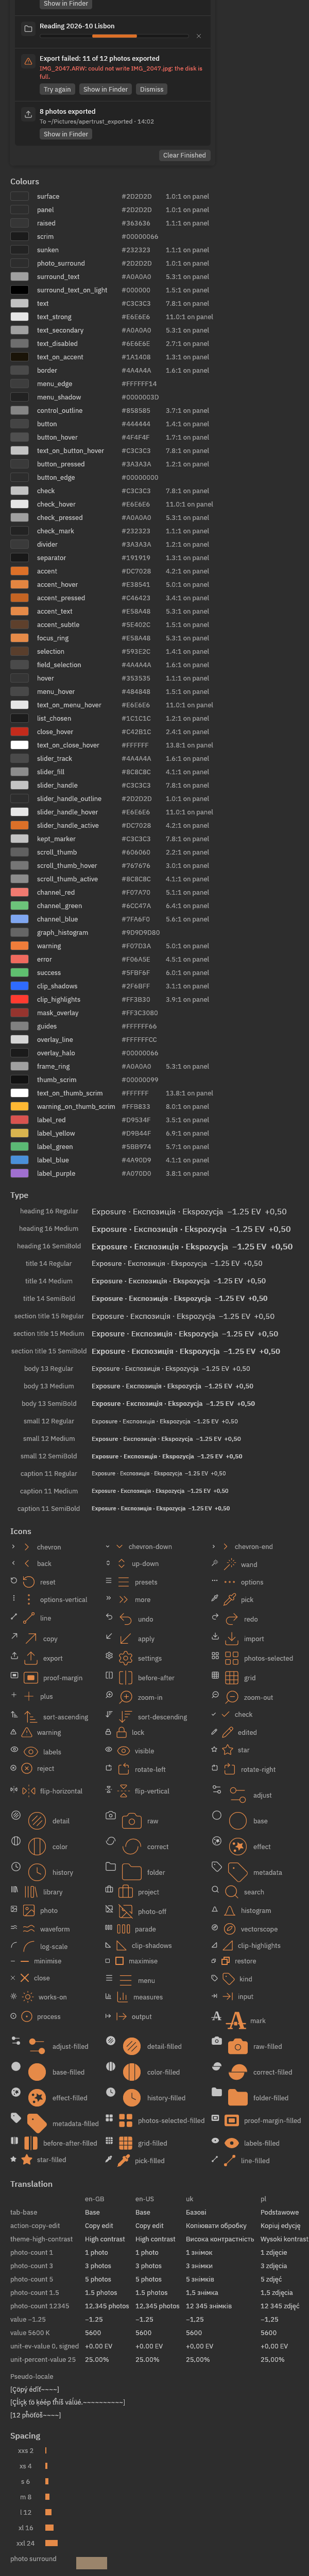 Show in Finder
Reading 2026-10 Lisbon
Export failed: 11 of 12 photos exported
IMG_2047.ARW: could not write IMG_2047.jpg: the disk is
full.
Try again Show in Finder Dismiss
8 photos exported
To ~/Pictures/apertrust_exported · 14:02
Show in Finder
Clear Finished
Colours
surface #2D2D2D 1.0:1 on panel
panel #2D2D2D 1.0:1 on panel
raised #363636 1.1:1 on panel
scrim #00000066
sunken #232323 1.1:1 on panel
photo_surround #2D2D2D 1.0:1 on panel
surround_text #A0A0A0 5.3:1 on panel
surround_text_on_light #000000 1.5:1 on panel
text #C3C3C3 7.8:1 on panel
text_strong #E6E6E6 11.0:1 on panel
text_secondary #A0A0A0 5.3:1 on panel
text_disabled #6E6E6E 2.7:1 on panel
text_on_accent #1A1408 1.3:1 on panel
border #4A4A4A 1.6:1 on panel
menu_edge #FFFFFF14
menu_shadow #0000003D
control_outline #858585 3.7:1 on panel
button #444444 1.4:1 on panel
button_hover #4F4F4F 1.7:1 on panel
text_on_button_hover #C3C3C3 7.8:1 on panel
button_pressed #3A3A3A 1.2:1 on panel
button_edge #00000000
check #C3C3C3 7.8:1 on panel
check_hover #E6E6E6 11.0:1 on panel
check_pressed #A0A0A0 5.3:1 on panel
check_mark #232323 1.1:1 on panel
divider #3A3A3A 1.2:1 on panel
separator #191919 1.3:1 on panel
accent #DC7028 4.2:1 on panel
accent_hover #E38541 5.0:1 on panel
accent_pressed #C46423 3.4:1 on panel
accent_text #E58A48 5.3:1 on panel
accent_subtle #5E402C 1.5:1 on panel
focus_ring #E58A48 5.3:1 on panel
selection #593E2C 1.4:1 on panel
field_selection #4A4A4A 1.6:1 on panel
hover #353535 1.1:1 on panel
menu_hover #484848 1.5:1 on panel
text_on_menu_hover #E6E6E6 11.0:1 on panel
list_chosen #1C1C1C 1.2:1 on panel
close_hover #C42B1C 2.4:1 on panel
text_on_close_hover #FFFFFF 13.8:1 on panel
slider_track #4A4A4A 1.6:1 on panel
slider_fill #8C8C8C 4.1:1 on panel
slider_handle #C3C3C3 7.8:1 on panel
slider_handle_outline #2D2D2D 1.0:1 on panel
slider_handle_hover #E6E6E6 11.0:1 on panel
slider_handle_active #DC7028 4.2:1 on panel
kept_marker #C3C3C3 7.8:1 on panel
scroll_thumb #606060 2.2:1 on panel
scroll_thumb_hover #767676 3.0:1 on panel
scroll_thumb_active #8C8C8C 4.1:1 on panel
channel_red #F07A70 5.1:1 on panel
channel_green #6CC47A 6.4:1 on panel
channel_blue #7FA6F0 5.6:1 on panel
graph_histogram #9D9D9D80
warning #F07D3A 5.0:1 on panel
error #F06A5E 4.5:1 on panel
success #5FBF6F 6.0:1 on panel
clip_shadows #2F6BFF 3.1:1 on panel
clip_highlights #FF3B30 3.9:1 on panel
mask_overlay #FF3C3080
guides #FFFFFF66
overlay_line #FFFFFFCC
overlay_halo #00000066
frame_ring #A0A0A0 5.3:1 on panel
thumb_scrim #00000099
text_on_thumb_scrim #FFFFFF 13.8:1 on panel
warning_on_thumb_scrim #FFB833 8.0:1 on panel
label_red #D9534F 3.5:1 on panel
label_yellow #D9B44F 6.9:1 on panel
label_green #5BB974 5.7:1 on panel
label_blue #4A90D9 4.1:1 on panel
label_purple #A070D0 3.8:1 on panel
Type
heading 16 Regular Exposure · Експозиція · Ekspozycja −1.25 EV +0,50
heading 16 Medium Exposure · Експозиція · Ekspozycja −1.25 EV +0,50
heading 16 SemiBold Exposure · Експозиція · Ekspozycja −1.25 EV +0,50
title 14 Regular Exposure · Експозиція · Ekspozycja −1.25 EV +0,50
title 14 Medium Exposure · Експозиція · Ekspozycja −1.25 EV +0,50
title 14 SemiBold Exposure · Експозиція · Ekspozycja −1.25 EV +0,50
section title 15 Regular Exposure · Експозиція · Ekspozycja −1.25 EV +0,50
section title 15 Medium Exposure · Експозиція · Ekspozycja −1.25 EV +0,50
section title 15 SemiBold Exposure · Експозиція · Ekspozycja −1.25 EV +0,50
body 13 Regular Exposure · Експозиція · Ekspozycja −1.25 EV +0,50
body 13 Medium Exposure · Експозиція · Ekspozycja −1.25 EV +0,50
body 13 SemiBold Exposure · Експозиція · Ekspozycja −1.25 EV +0,50
small 12 Regular Exposure · Експозиція · Ekspozycja −1.25 EV +0,50
small 12 Medium Exposure · Експозиція · Ekspozycja −1.25 EV +0,50
small 12 SemiBold Exposure · Експозиція · Ekspozycja −1.25 EV +0,50
caption 11 Regular Exposure · Експозиція · Ekspozycja −1.25 EV +0,50
caption 11 Medium Exposure · Експозиція · Ekspozycja −1.25 EV +0,50
caption 11 SemiBold Exposure · Експозиція · Ekspozycja −1.25 EV +0,50
Icons
chevron chevron-down chevron-end
back up-down wand
reset presets options
options-vertical more pick
line undo redo
copy apply import
export settings photos-selected
proof-margin before-after grid
plus zoom-in zoom-out
sort-ascending sort-descending check
warning lock edited
labels visible star
reject rotate-left rotate-right
flip-horizontal flip-vertical adjust
detail raw base
color correct effect
history folder metadata
library project search
photo photo-off histogram
waveform parade vectorscope
log-scale clip-shadows clip-highlights
minimise maximise restore
close menu kind
works-on measures input
process output mark
adjust-filled detail-filled raw-filled
base-filled color-filled correct-filled
effect-filled history-filled folder-filled
metadata-filled photos-selected-filled proof-margin-filled
before-after-filled grid-filled labels-filled
star-filled pick-filled line-filled
Translation
en-GB en-US uk pl
tab-base Base Base Базові Podstawowe
action-copy-edit Copy edit Copy edit Копіювати обробку Kopiuj edycję
theme-high-contrast High contrast High contrast Висока контрастність Wysoki kontrast
photo-count 1 1 photo 1 photo 1 знімок 1 zdjęcie
photo-count 3 3 photos 3 photos 3 знімки 3 zdjęcia
photo-count 5 5 photos 5 photos 5 знімків 5 zdjęć
photo-count 1.5 1.5 photos 1.5 photos 1,5 знімка 1,5 zdjęcia
photo-count 12345 12,345 photos 12,345 photos 12 345 знімків 12 345 zdjęć
value −1.25 −1.25 −1.25 −1,25 −1,25
value 5600 K 5600 5600 5600 5600
unit-ev-value 0, signed +0.00 EV +0.00 EV +0,00 EV +0,00 EV
unit-percent-value 25 25.00% 25.00% 25,00% 25,00%
Pseudo-locale
[12 ~~~~]
Spacing
xxs 2
xs 4
s 6
m 8
l 12
xl 16
xxl 24
photo surround